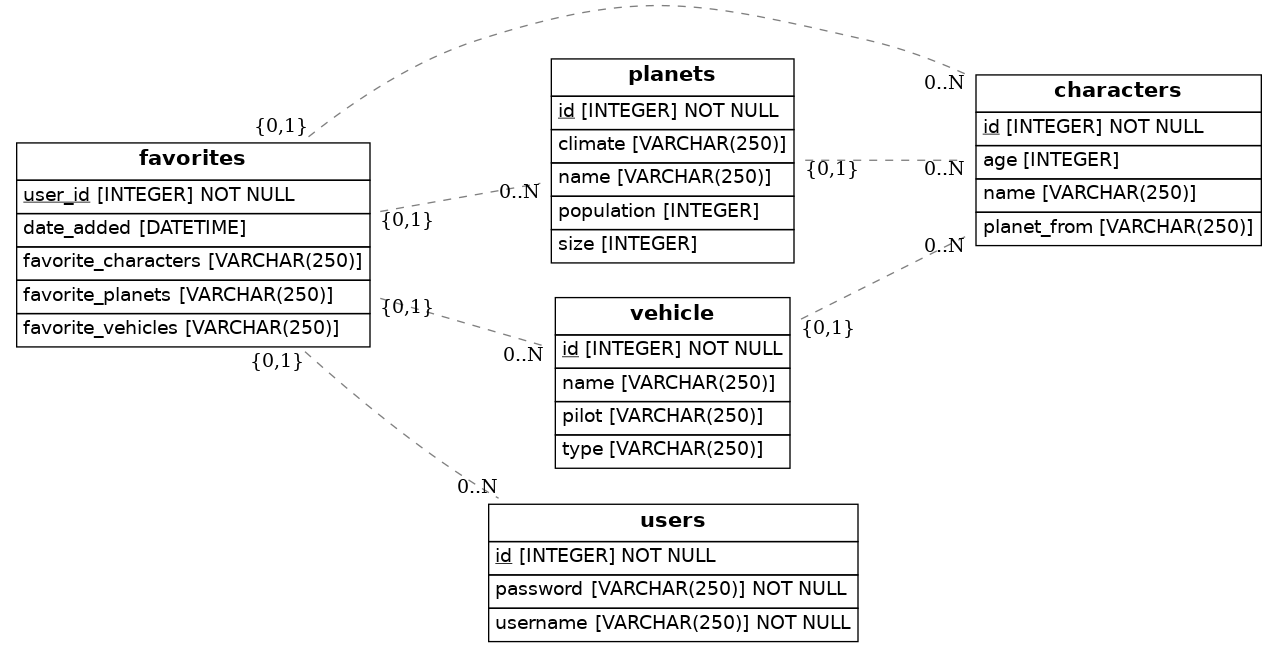 favorites
user_id [INTEGER] NOT NULL
date_added [DATETIME]
favorite_characters [VARCHAR(250)]
favorite_planets [VARCHAR(250)]
favorite_vehicles [VARCHAR(250)]
{0,1}
{0,1}
{0,1}
{0,1}
planets
id [INTEGER] NOT NULL
climate [VARCHAR(250)]
name [VARCHAR(250)]
population [INTEGER]
size [INTEGER]
0..N
{0,1}
vehicle
id [INTEGER] NOT NULL
name [VARCHAR(250)]
pilot [VARCHAR(250)]
type [VARCHAR(250)]
0..N
{0,1}
users
id [INTEGER] NOT NULL
password [VARCHAR(250)] NOT NULL
username [VARCHAR(250)] NOT NULL
0..N
characters
id [INTEGER] NOT NULL
age [INTEGER]
name [VARCHAR(250)]
planet_from [VARCHAR(250)]
0..N
0..N
0..N